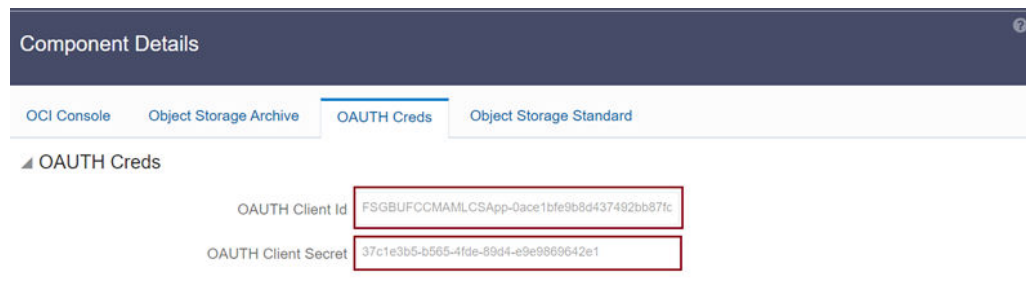 Component Details
OCI Console Object Storage Archive OAUTH Creds Object Storage Standard
OAUTH Creds
OAUTH Client Id FSGBUFCCMAMLCSApp-0ace1bfe9b8d437492bb87fc
OAUTH Client Secret 37c1e3b5-b565-4fde-89d4-e9e9869642e1